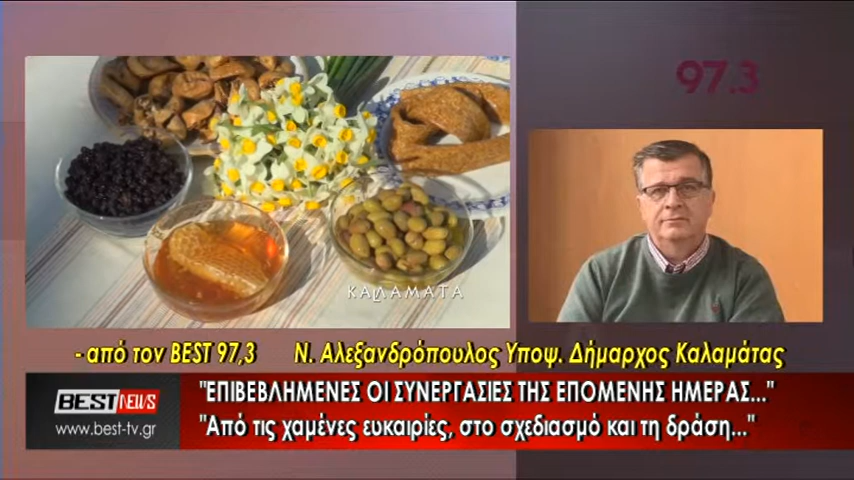 97.3
ΚΑΛΑΜΑΤΑ
- από τον BEST 97,3 Ν. Αλεξανδρόπουλος Υποψ. Δήμαρχος Καλαμάτας
BEST NEWS
www.best-tv.gr
"ΕΠΙΒΕΒΛΗΜΕΝΕΣ ΟΙ ΣΥΝΕΡΓΑΣΙΕΣ ΤΗΣ ΕΠΟΜΕΝΗΣ ΗΜΕΡΑΣ..."
"Από τις χαμένες ευκαιρίες, στο σχεδιασμό και τη δράση..."